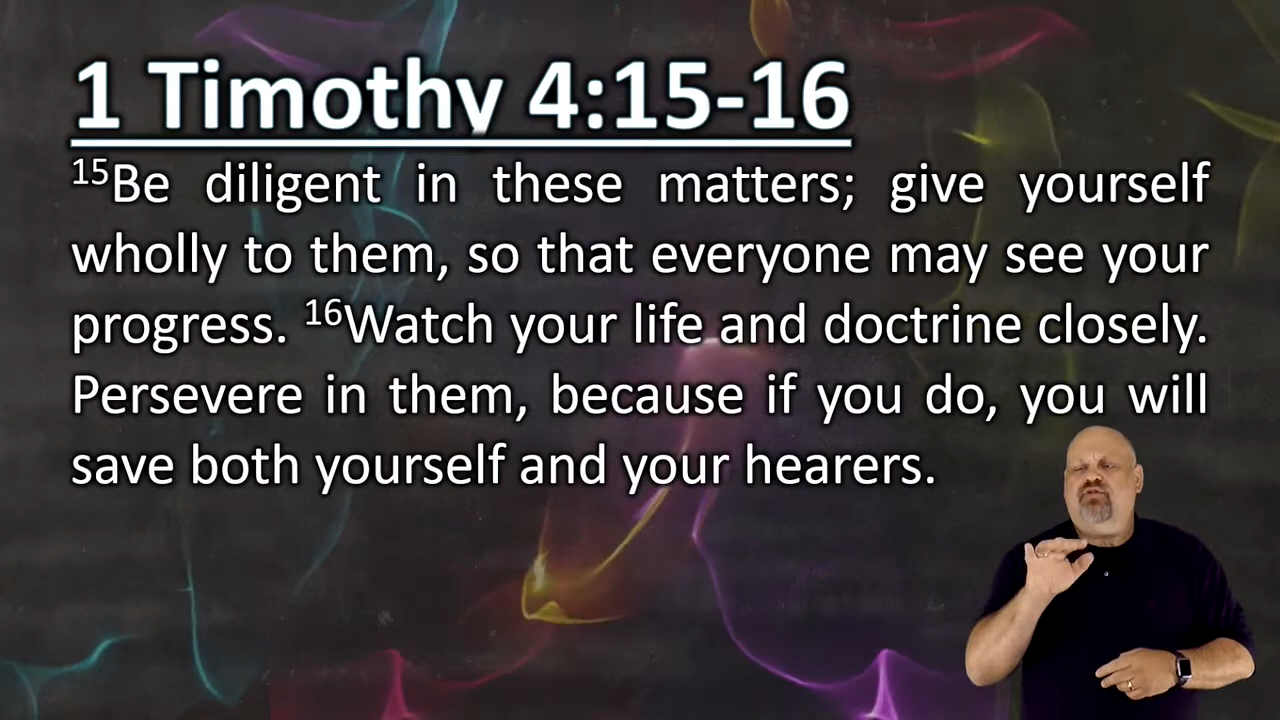 1 Timothy 4:15-16
¹⁵Be diligent in these matters; give yourself
wholly to them, so that everyone may see your
progress. ¹⁶Watch your life and doctrine closely.
Persevere in them, because if you do, you will
save both yourself and your hearers.